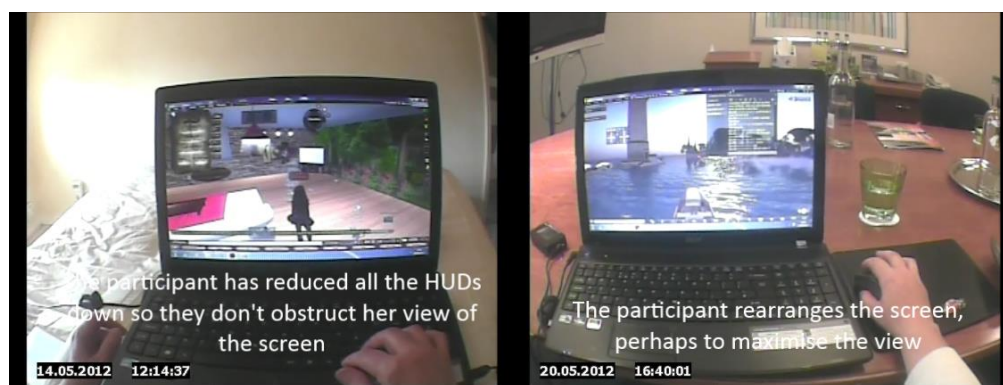 The participant has reduced all the HUDs
down so they don't obstruct her view of
the screen
14.05.2012 12:14:37
The participant rearranges the screen,
perhaps to maximise the view
20.05.2012 16:40:01